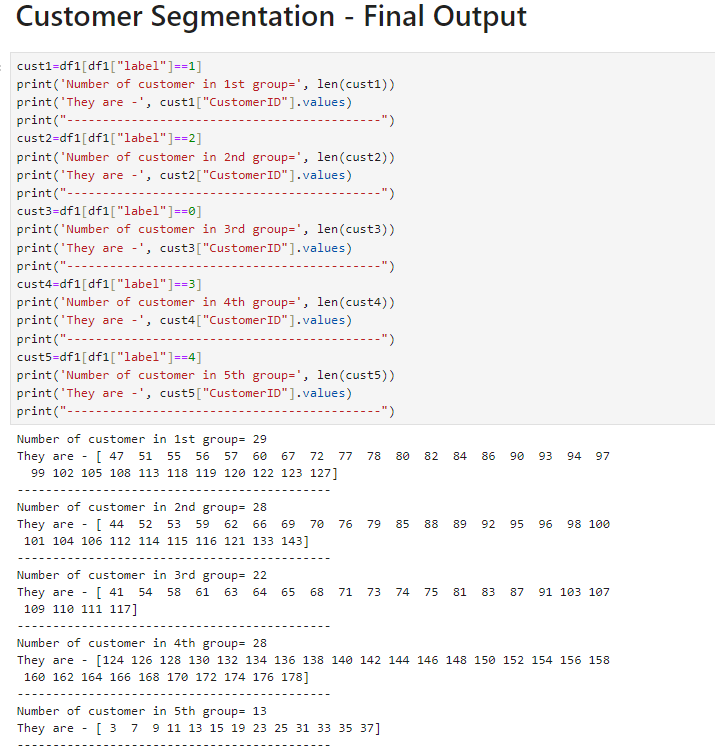 Customer Segmentation - Final Output
cust1=df1[df1["label"]==1]
print('Number of customer in 1st group=', len(cust1))
print('They are -', cust1["CustomerID"].values)
print("--------------------------------------------")
cust2=df1[df1["label"]==2]
print('Number of customer in 2nd group=', len(cust2))
print('They are -', cust2["CustomerID"].values)
print("--------------------------------------------")
cust3=df1[df1["label"]==0]
print('Number of customer in 3rd group=', len(cust3))
print('They are -', cust3["CustomerID"].values)
print("--------------------------------------------")
cust4=df1[df1["label"]==3]
print('Number of customer in 4th group=', len(cust4))
print('They are -', cust4["CustomerID"].values)
print("--------------------------------------------")
cust5=df1[df1["label"]==4]
print('Number of customer in 5th group=', len(cust5))
print('They are -', cust5["CustomerID"].values)
print("--------------------------------------------")
Number of customer in 1st group= 29
They are - [ 47  51  55  56  57  60  67  72  77  78  80  82  84  86  90  93  94  97
  99 102 105 108 113 118 119 120 122 123 127]
--------------------------------------------
Number of customer in 2nd group= 28
They are - [ 44  52  53  59  62  66  69  70  76  79  85  88  89  92  95  96  98 100
 101 104 106 112 114 115 116 121 133 143]
--------------------------------------------
Number of customer in 3rd group= 22
They are - [ 41  54  58  61  63  64  65  68  71  73  74  75  81  83  87  91 103 107
 109 110 111 117]
--------------------------------------------
Number of customer in 4th group= 28
They are - [124 126 128 130 132 134 136 138 140 142 144 146 148 150 152 154 156 158
 160 162 164 166 168 170 172 174 176 178]
--------------------------------------------
Number of customer in 5th group= 13
They are - [ 3  7  9 11 13 15 19 23 25 31 33 35 37]
--------------------------------------------